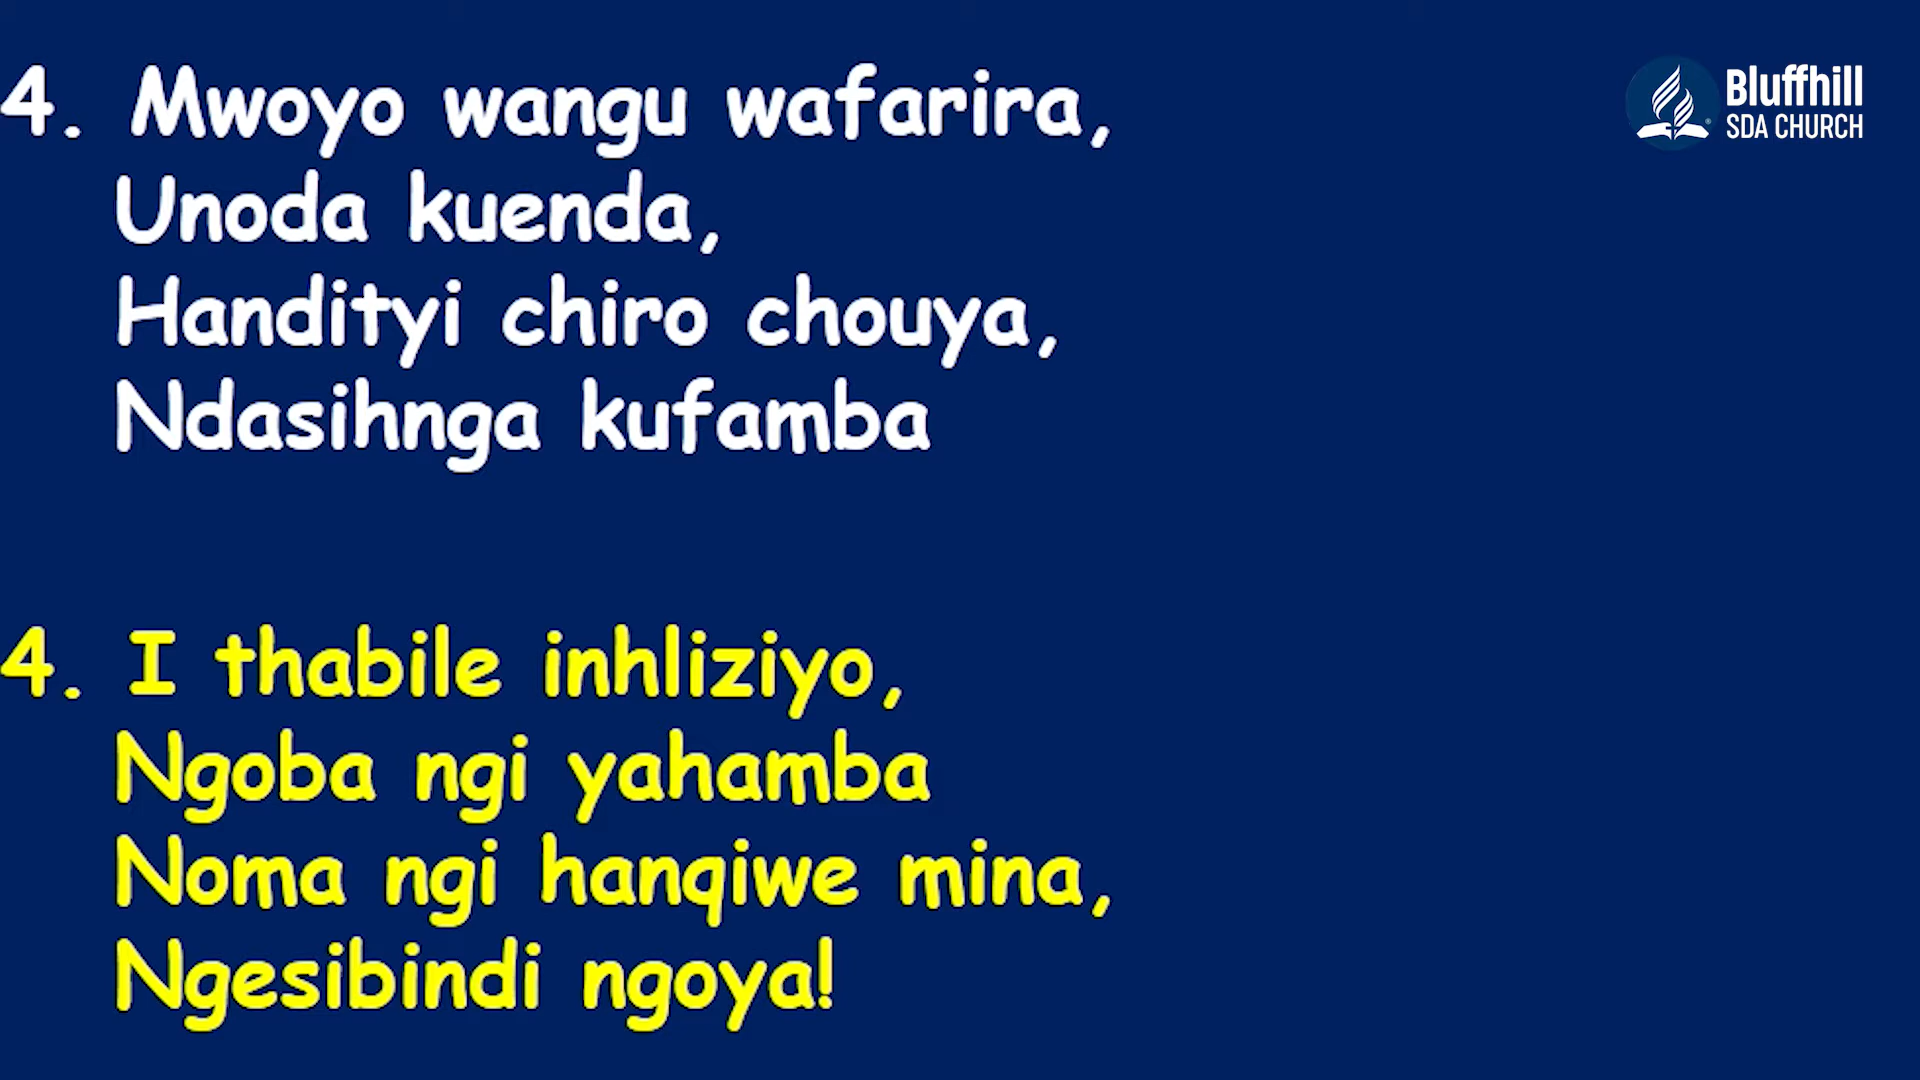 4. Mwoyo wangu wafarira,
Unoda kuenda,
Handityi chiro chouya,
Ndasihnga kufamba
4. I thabile inhliziyo,
Ngoba ngi yahamba
Noma ngi hanqiwe mina,
Ngesibindi ngoya!
Bluffhill
SDA CHURCH